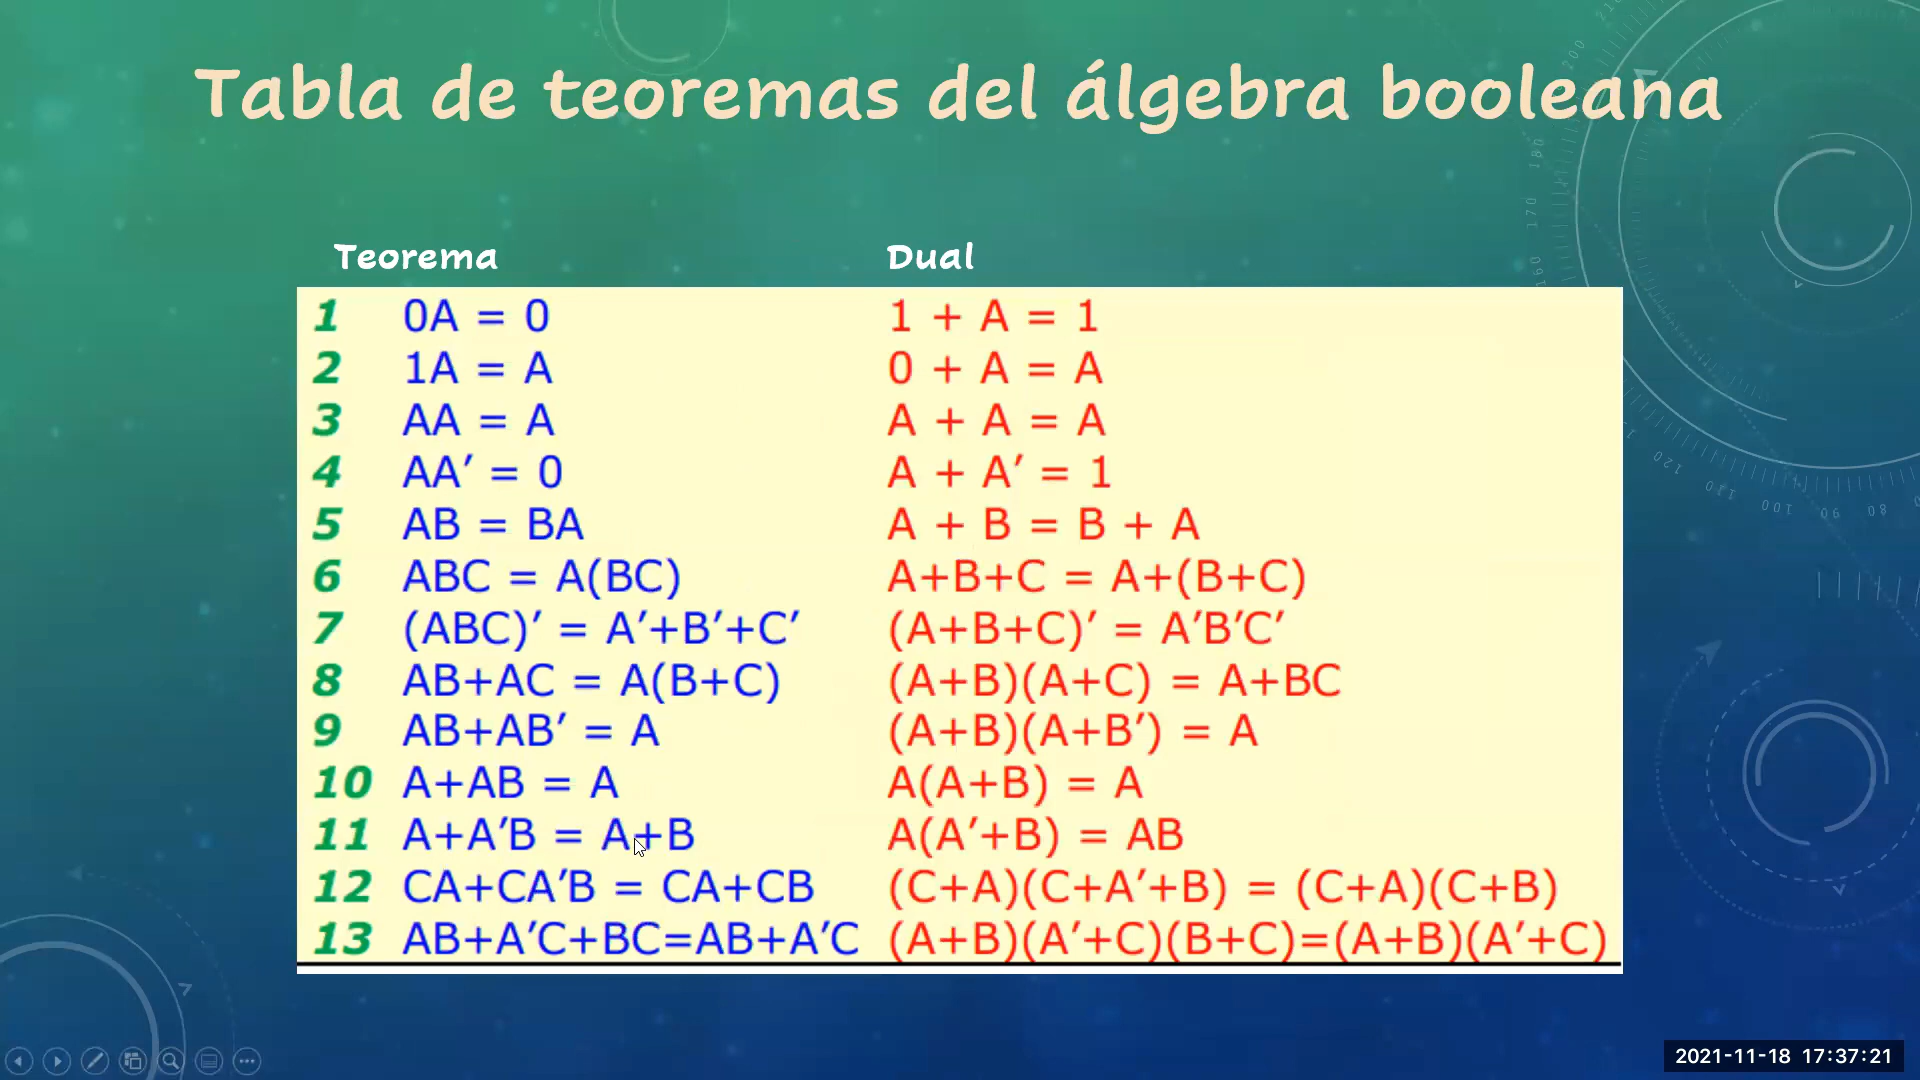 Tabla de teoremas del álgebra booleana
Teorema Dual
1 0A = 0 1 + A = 1
2 1A = A 0 + A = A
3 AA = A A + A = A
4 AA′ = 0 A + A′ = 1
5 AB = BA A + B = B + A
6 ABC = A(BC) A+B+C = A+(B+C)
7 (ABC)′ = A′+B′+C′ (A+B+C)′ = A′B′C′
8 AB+AC = A(B+C) (A+B)(A+C) = A+BC
9 AB+AB′ = A (A+B)(A+B′) = A
10 A+AB = A A(A+B) = A
11 A+A′B = A+B A(A′+B) = AB
12 CA+CA′B = CA+CB (C+A)(C+A′+B) = (C+A)(C+B)
13 AB+A′C+BC=AB+A′C (A+B)(A′+C)(B+C)=(A+B)(A′+C)
2021-11-18 17:37:21